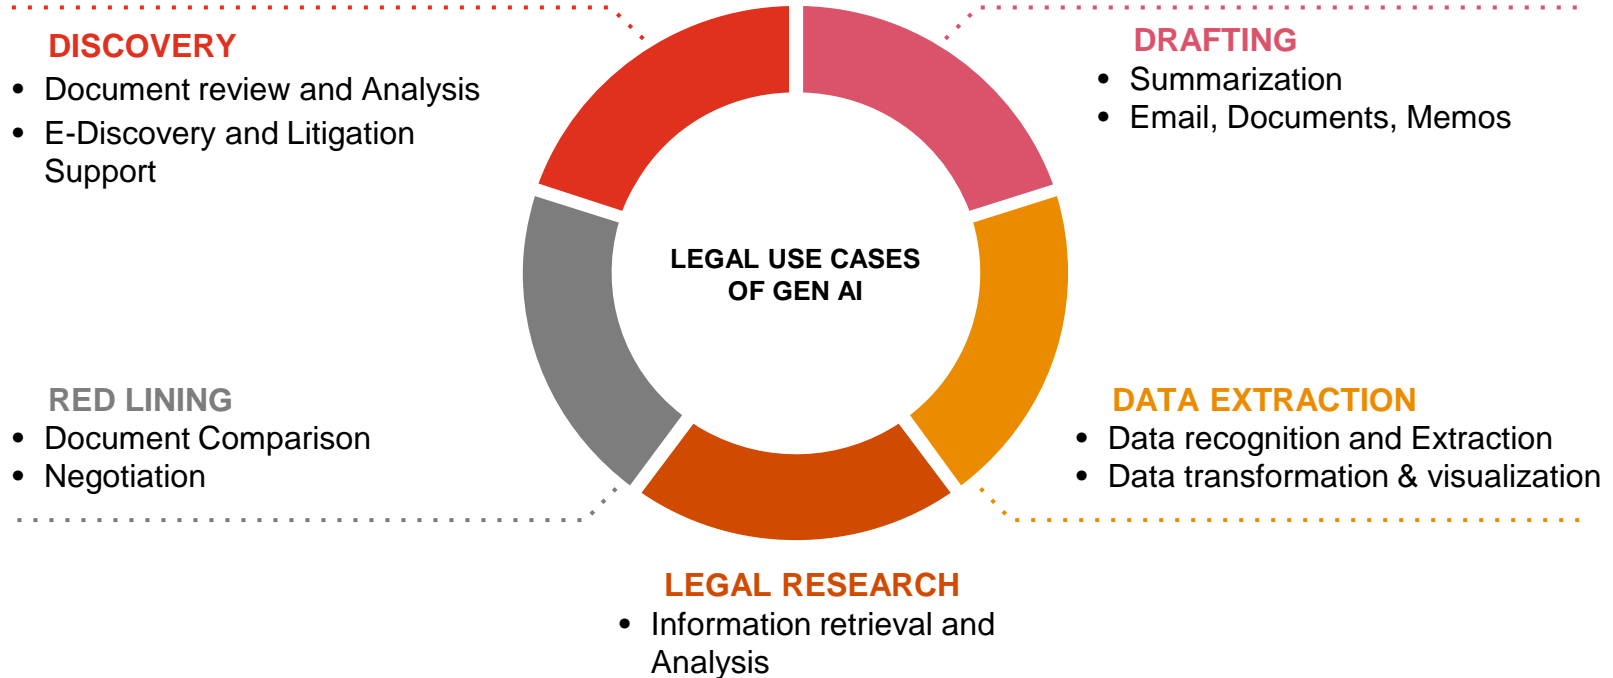 DISCOVERY
• Document review and Analysis
• E-Discovery and Litigation
Support
DRAFTING
• Summarization
• Email, Documents, Memos
LEGAL USE CASES
OF GEN AI
RED LINING
• Document Comparison
• Negotiation
DATA EXTRACTION
• Data recognition and Extraction
• Data transformation & visualization
LEGAL RESEARCH
• Information retrieval and
Analysis